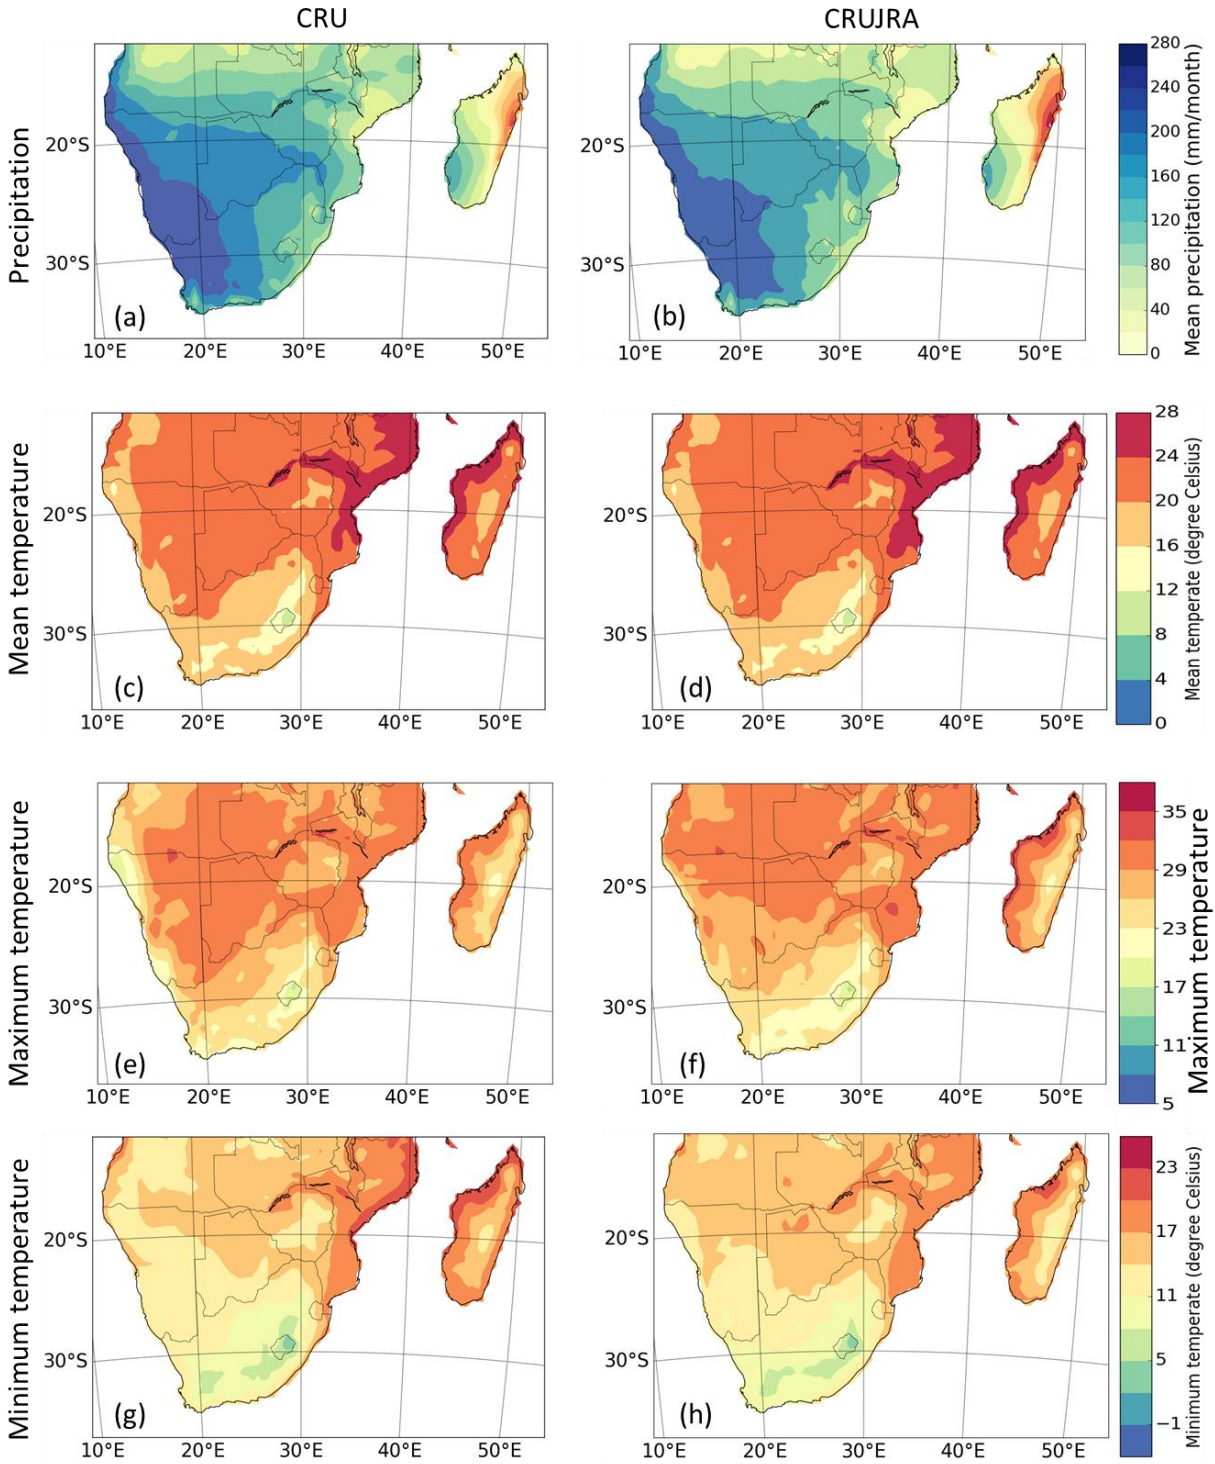 CRU
CRUJRA
Precipitation
20°S
30°S
(a)
10°E 20°E 30°E 40°E 50°E
20°S
30°S
(b)
10°E 20°E 30°E 40°E 50°E
280
240
200
160
120
80
40
0
Mean precipitation (mm/month)
Mean temperature
20°S
30°S
(c)
10°E 20°E 30°E 40°E 50°E
20°S
30°S
(d)
10°E 20°E 30°E 40°E 50°E
28
24
20
16
12
8
4
0
Mean temperate (degree Celsius)
Maximum temperature
20°S
30°S
(e)
10°E 20°E 30°E 40°E 50°E
20°S
30°S
(f)
10°E 20°E 30°E 40°E 50°E
35
29
23
17
11
5
Maximum temperature
Minimum temperature
20°S
30°S
(g)
10°E 20°E 30°E 40°E 50°E
20°S
30°S
(h)
10°E 20°E 30°E 40°E 50°E
23
17
11
5
−1
Minimum temperate (degree Celsius)